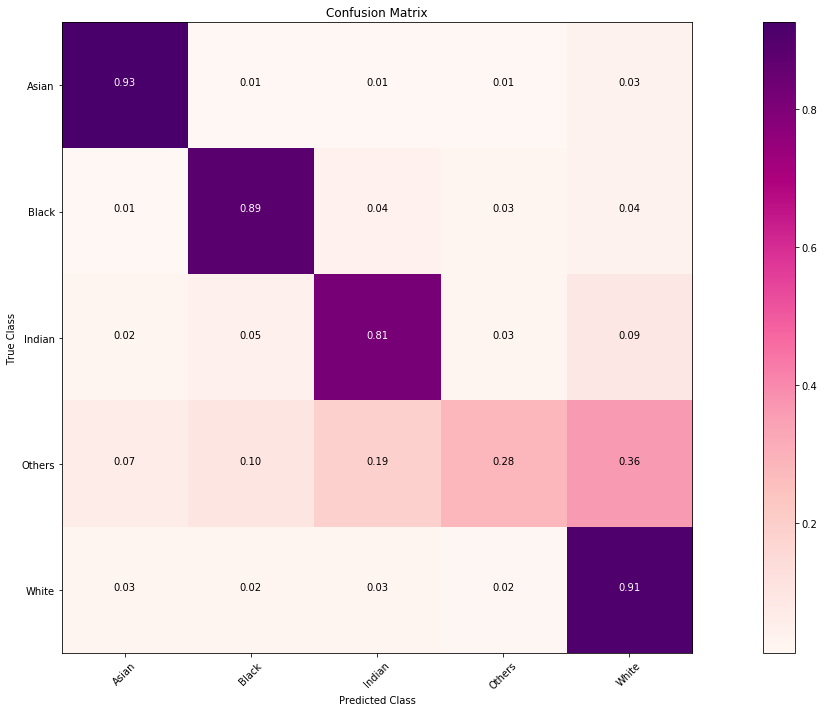 Confusion Matrix
Asian 0.93 0.01 0.01 0.01 0.03
Black 0.01 0.89 0.04 0.03 0.04
Indian 0.02 0.05 0.81 0.03 0.09
Others 0.07 0.10 0.19 0.28 0.36
White 0.03 0.02 0.03 0.02 0.91
True Class
Asian Black Indian Others White
Predicted Class
0.8
0.6
0.4
0.2